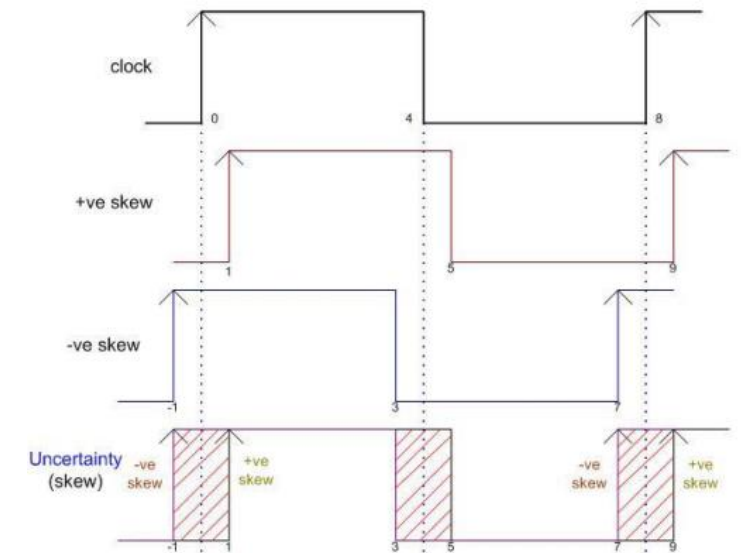 clock
0
4
8
+ve skew
1
5
9
-ve skew
-1
3
7
Uncertainty
(skew)
-ve
skew
+ve
skew
-ve
skew
+ve
skew
-1
1
3
5
7
9